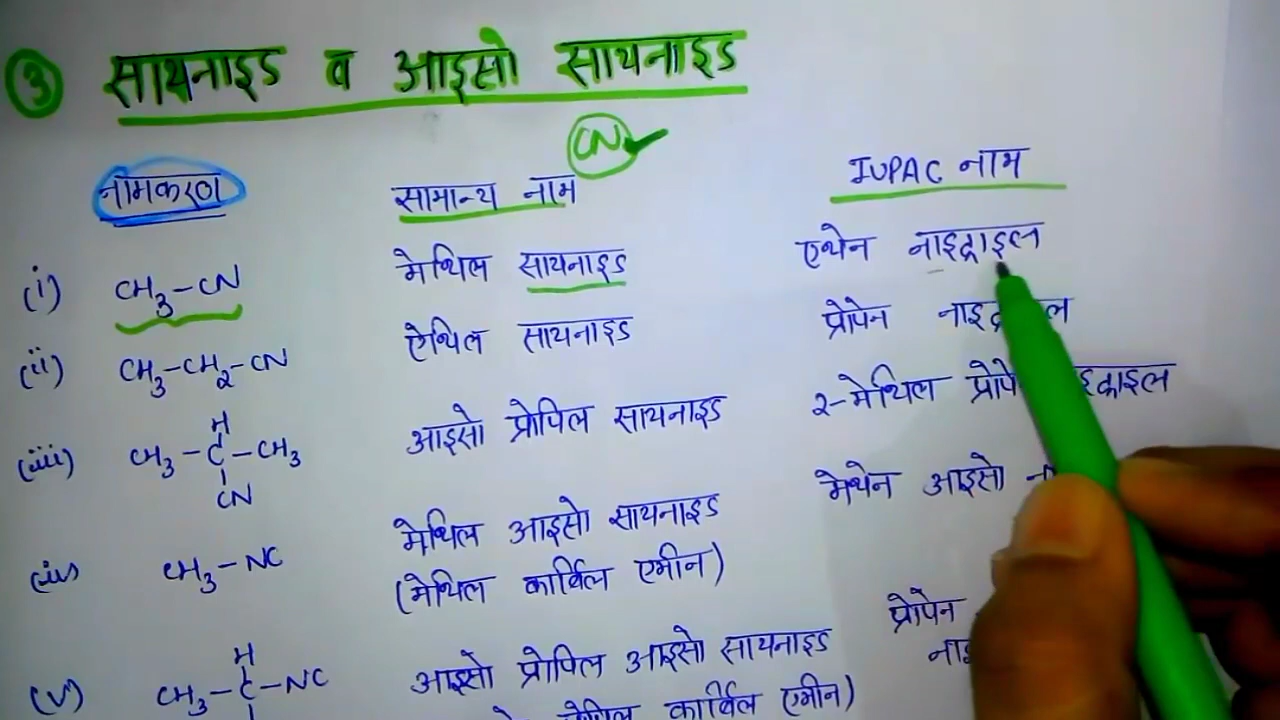 ③ सायनाइड व आइसो सायनाइड
CN ✓
नामकरण सामान्य नाम IUPAC नाम
(i) CH₃-CN मेथिल सायनाइड एथेन नाइट्राइल
(ii) CH₃-CH₂-CN ऐथिल सायनाइड प्रोपेन
H
(iii) CH₃-C-CH₃ आइसो प्रोपिल सायनाइड २-मेथिल
CN
(iv) CH₃-NC मेथिल आइसो सायनाइड मेथेन आइसो
(मेथिल कार्बिल एमीन)
H
(v) CH₃-C-NC आइसो प्रोपिल आइसो सायनाइड प्रोपेन
कार्बिल एमीन)